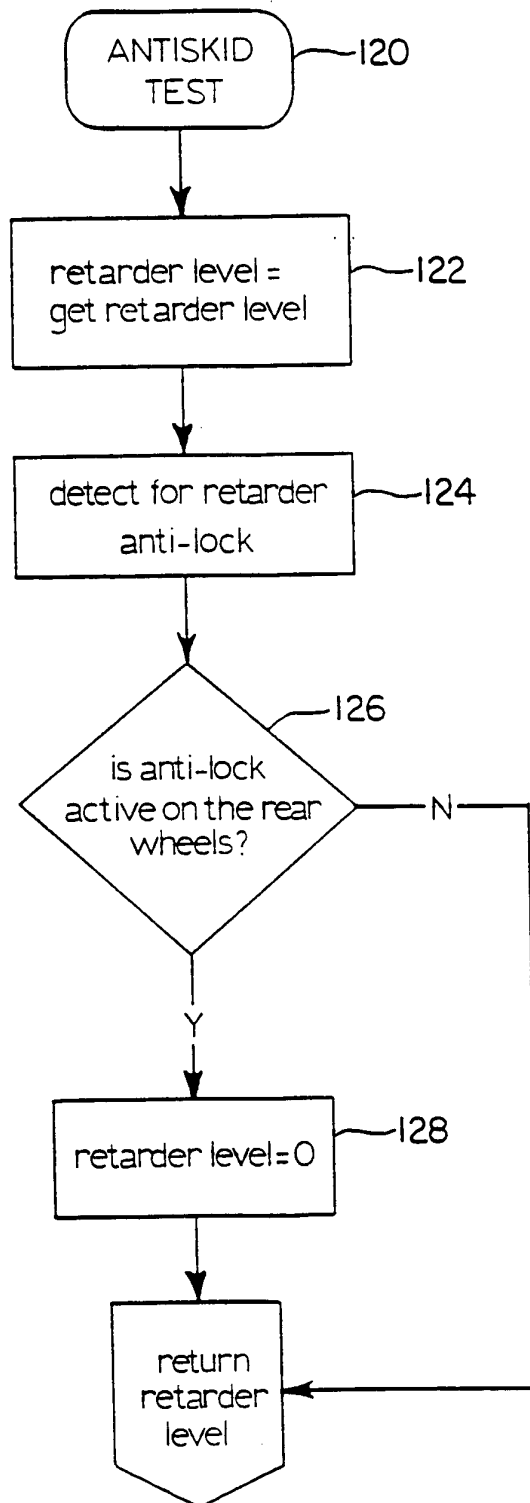 ANTISKID
TEST
120
retarder level =
get retarder level
122
detect for retarder
anti-lock
124
126
is anti-lock
active on the rear
wheels?
N
Y
retarder level=0
128
return
retarder
level